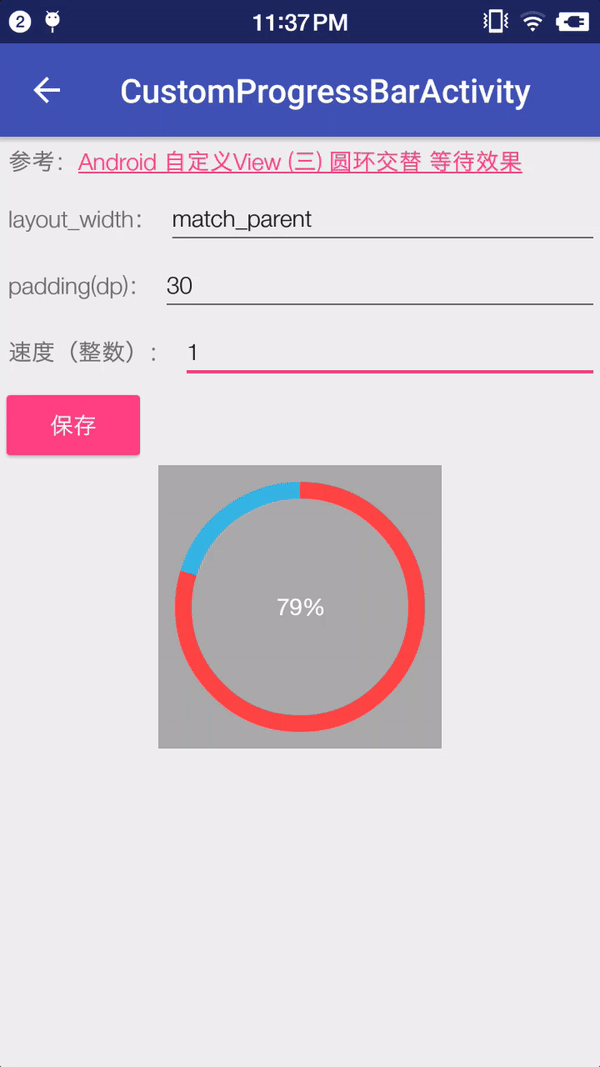 2 11:37 PM
CustomProgressBarActivity
参考：Android 自定义View (三) 圆环交替 等待效果
layout_width： match_parent
padding(dp)： 30
速度（整数）： 1
保存
79%